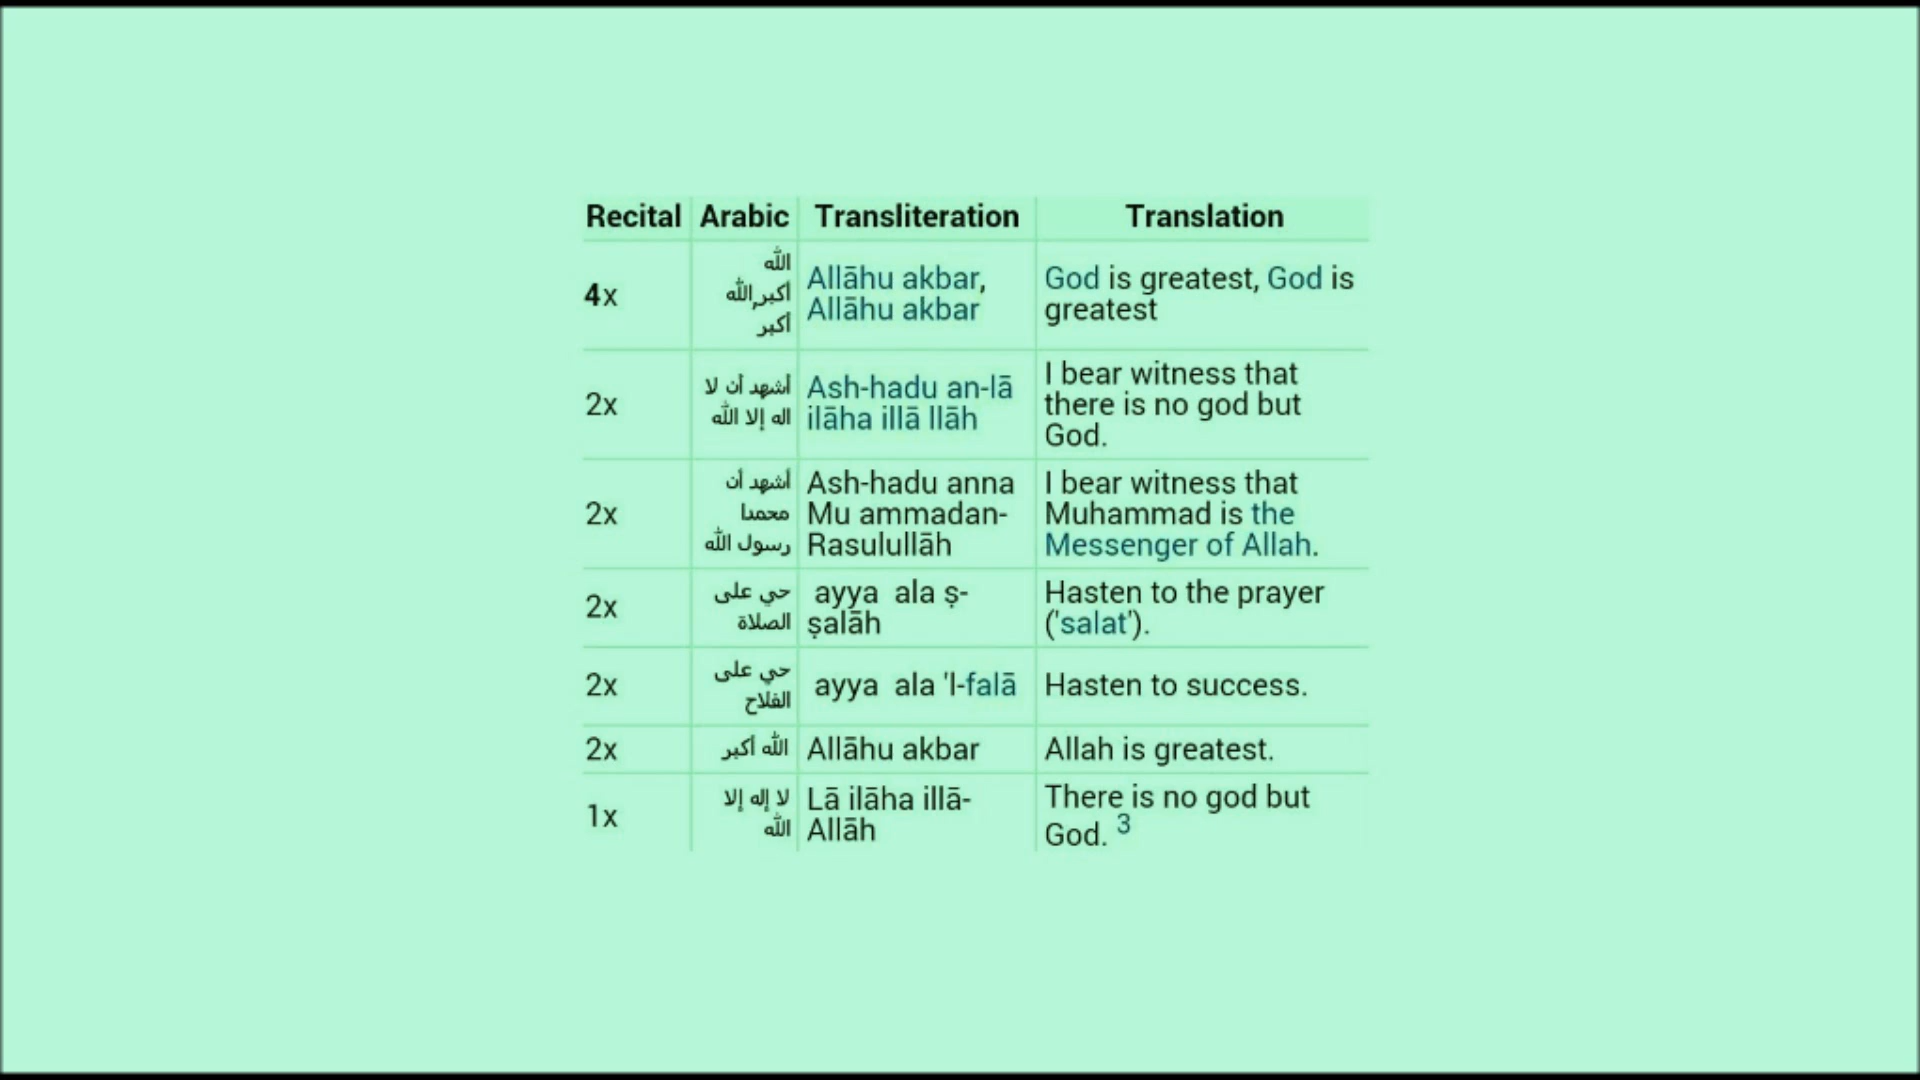 Recital Arabic Transliteration Translation
4x
الله
أكبر,الله
أكبر
Allāhu akbar,
Allāhu akbar
God is greatest, God is
greatest
2x
أشهد أن لا
اله إلا الله
Ash-hadu an-lā
ilāha illā llāh
I bear witness that
there is no god but
God.
2x
أشهد أن
محمدا
رسول الله
Ash-hadu anna
Mu ammadan-
Rasulullāh
I bear witness that
Muhammad is the
Messenger of Allah.
2x
حي على
الصلاة
ayya ala ṣ-
ṣalāh
Hasten to the prayer
('salat').
2x
حي على
الفلاح
ayya ala 'l-falā
Hasten to success.
2x
الله أكبر
Allāhu akbar
Allah is greatest.
1x
لا إله إلا
الله
Lā ilāha illā-
Allāh
There is no god but
God. 3